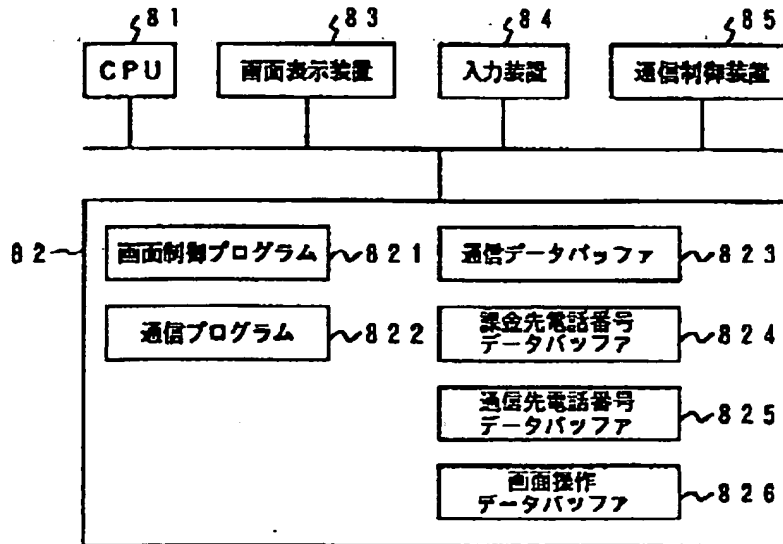 81 83 84 85
CPU 画面表示装置 入力装置 通信制御装置
82 画面制御プログラム 821 通信データバッファ 823
通信プログラム 822 課金先電話番号
データバッファ 824
通信先電話番号
データバッファ 825
画面操作
データバッファ 826